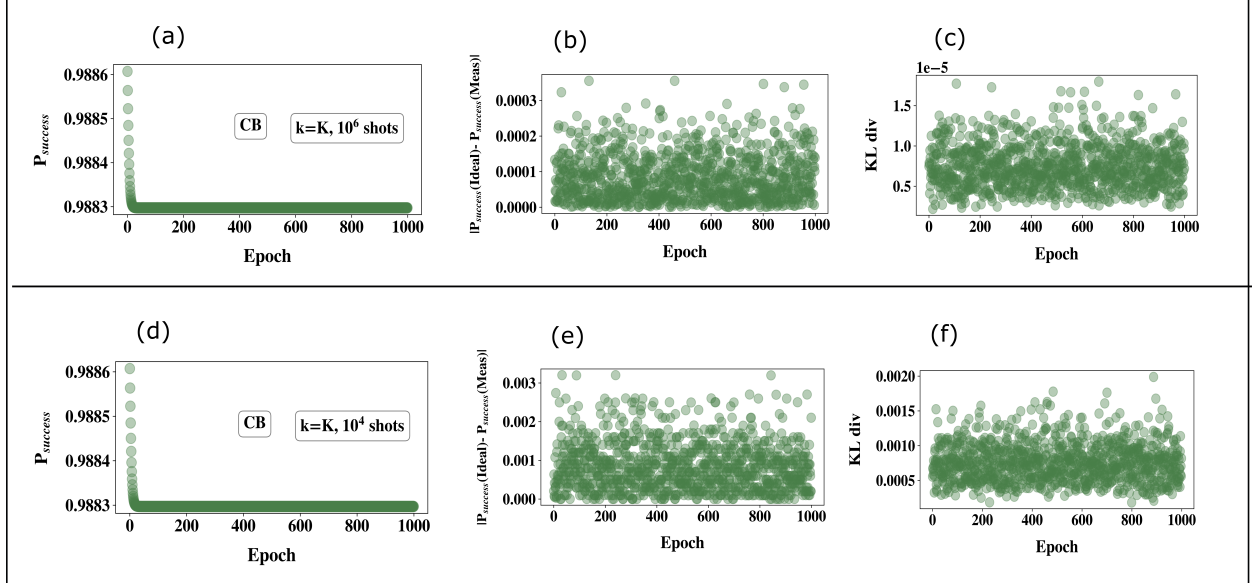 (a)
P_success
0.9886
0.9885
0.9884
0.9883
CB
k=K, 10⁶ shots
0 200 400 600 800 1000
Epoch
(b)
|P_success(Ideal)- P_success(Meas)|
0.0003
0.0002
0.0001
0.0000
0 200 400 600 800 1000
Epoch
(c)
1e−5
KL div
1.5
1.0
0.5
0 200 400 600 800 1000
Epoch
(d)
P_success
0.9886
0.9885
0.9884
0.9883
CB
k=K, 10⁴ shots
0 200 400 600 800 1000
Epoch
(e)
|P_success(Ideal)- P_success(Meas)|
0.003
0.002
0.001
0.000
0 200 400 600 800 1000
Epoch
(f)
KL div
0.0020
0.0015
0.0010
0.0005
0 200 400 600 800 1000
Epoch